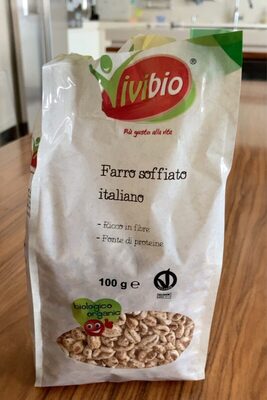 Vivibio
Più gusto alla vita
Farro soffiato
italiano
- Ricco in fibre
- Fonte di proteine
100 g e
biologico
organic